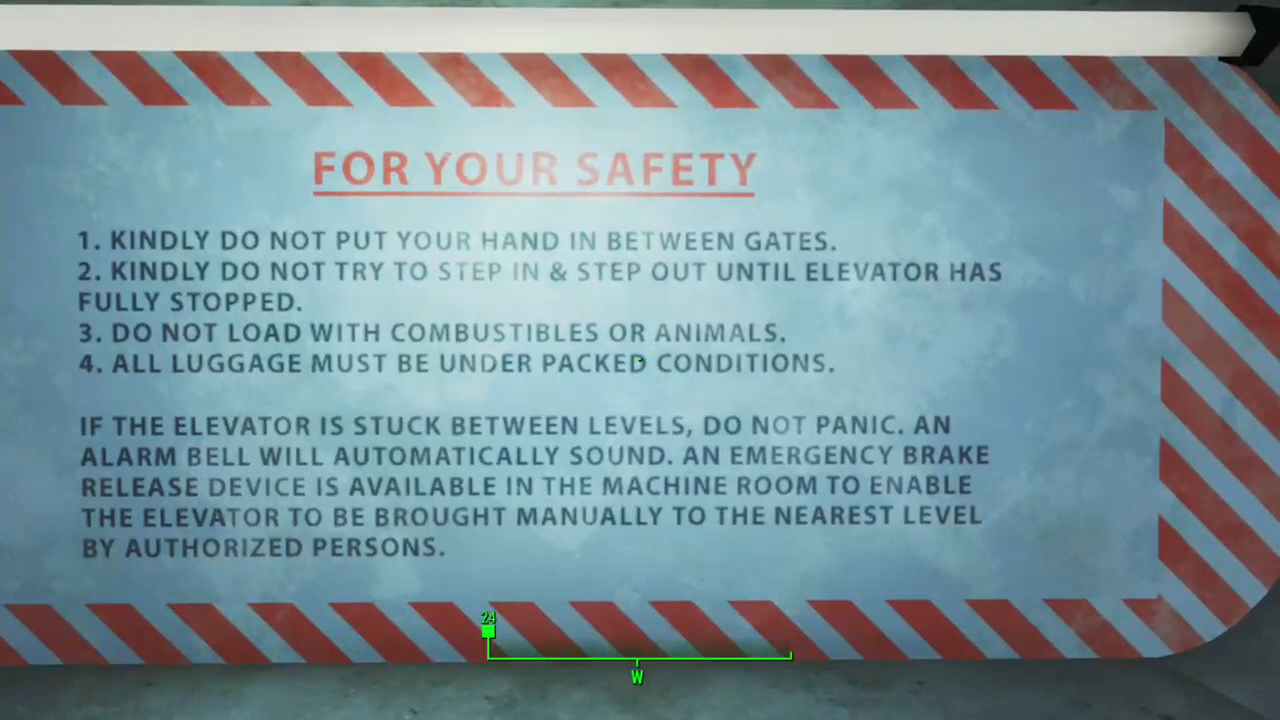 FOR YOUR SAFETY
1. KINDLY DO NOT PUT YOUR HAND IN BETWEEN GATES.
2. KINDLY DO NOT TRY TO STEP IN & STEP OUT UNTIL ELEVATOR HAS
FULLY STOPPED.
3. DO NOT LOAD WITH COMBUSTIBLES OR ANIMALS.
4. ALL LUGGAGE MUST BE UNDER PACKED CONDITIONS.
IF THE ELEVATOR IS STUCK BETWEEN LEVELS, DO NOT PANIC. AN
ALARM BELL WILL AUTOMATICALLY SOUND. AN EMERGENCY BRAKE
RELEASE DEVICE IS AVAILABLE IN THE MACHINE ROOM TO ENABLE
THE ELEVATOR TO BE BROUGHT MANUALLY TO THE NEAREST LEVEL
BY AUTHORIZED PERSONS.
24
W